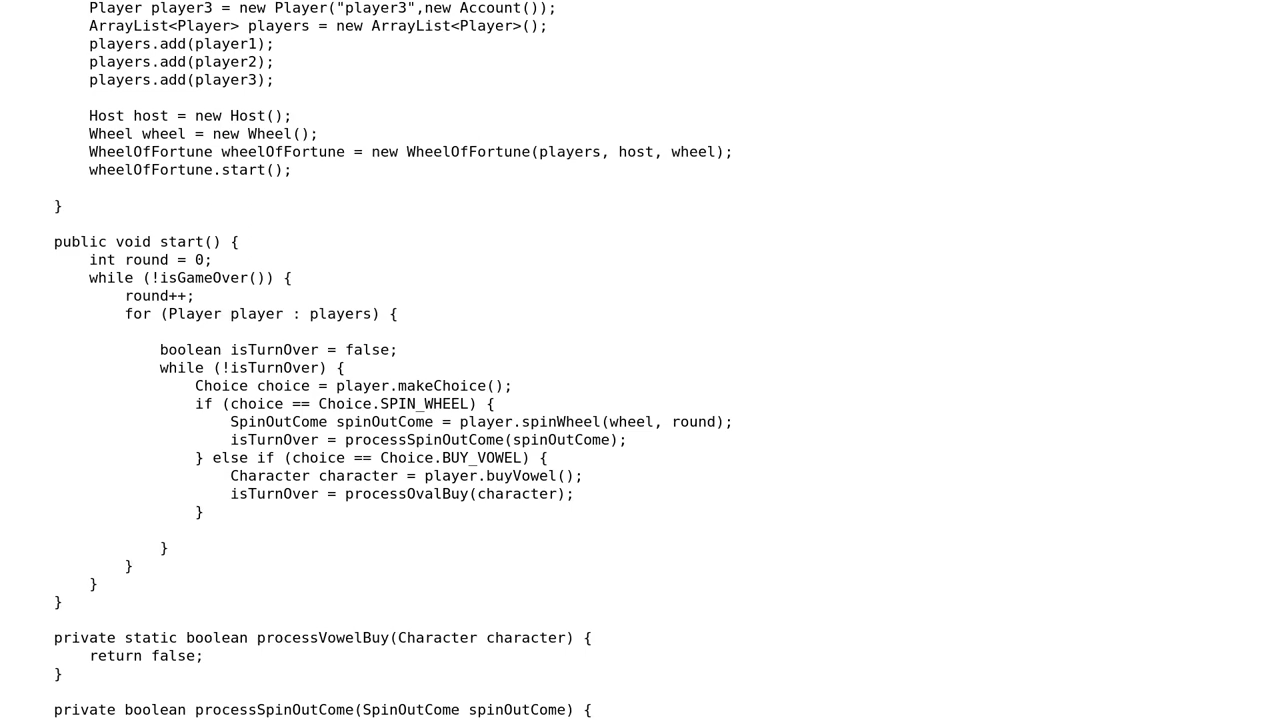 Player player3 = new Player("player3",new Account());
ArrayList<Player> players = new ArrayList<Player>();
players.add(player1);
players.add(player2);
players.add(player3);
Host host = new Host();
Wheel wheel = new Wheel();
WheelOfFortune wheelOfFortune = new WheelOfFortune(players, host, wheel);
wheelOfFortune.start();
}
public void start() {
int round = 0;
while (!isGameOver()) {
round++;
for (Player player : players) {
boolean isTurnOver = false;
while (!isTurnOver) {
Choice choice = player.makeChoice();
if (choice == Choice.SPIN_WHEEL) {
SpinOutCome spinOutCome = player.spinWheel(wheel, round);
isTurnOver = processSpinOutCome(spinOutCome);
} else if (choice == Choice.BUY_VOWEL) {
Character character = player.buyVowel();
isTurnOver = processOvalBuy(character);
}
}
}
}
}
private static boolean processVowelBuy(Character character) {
return false;
}
private boolean processSpinOutCome(SpinOutCome spinOutCome) {